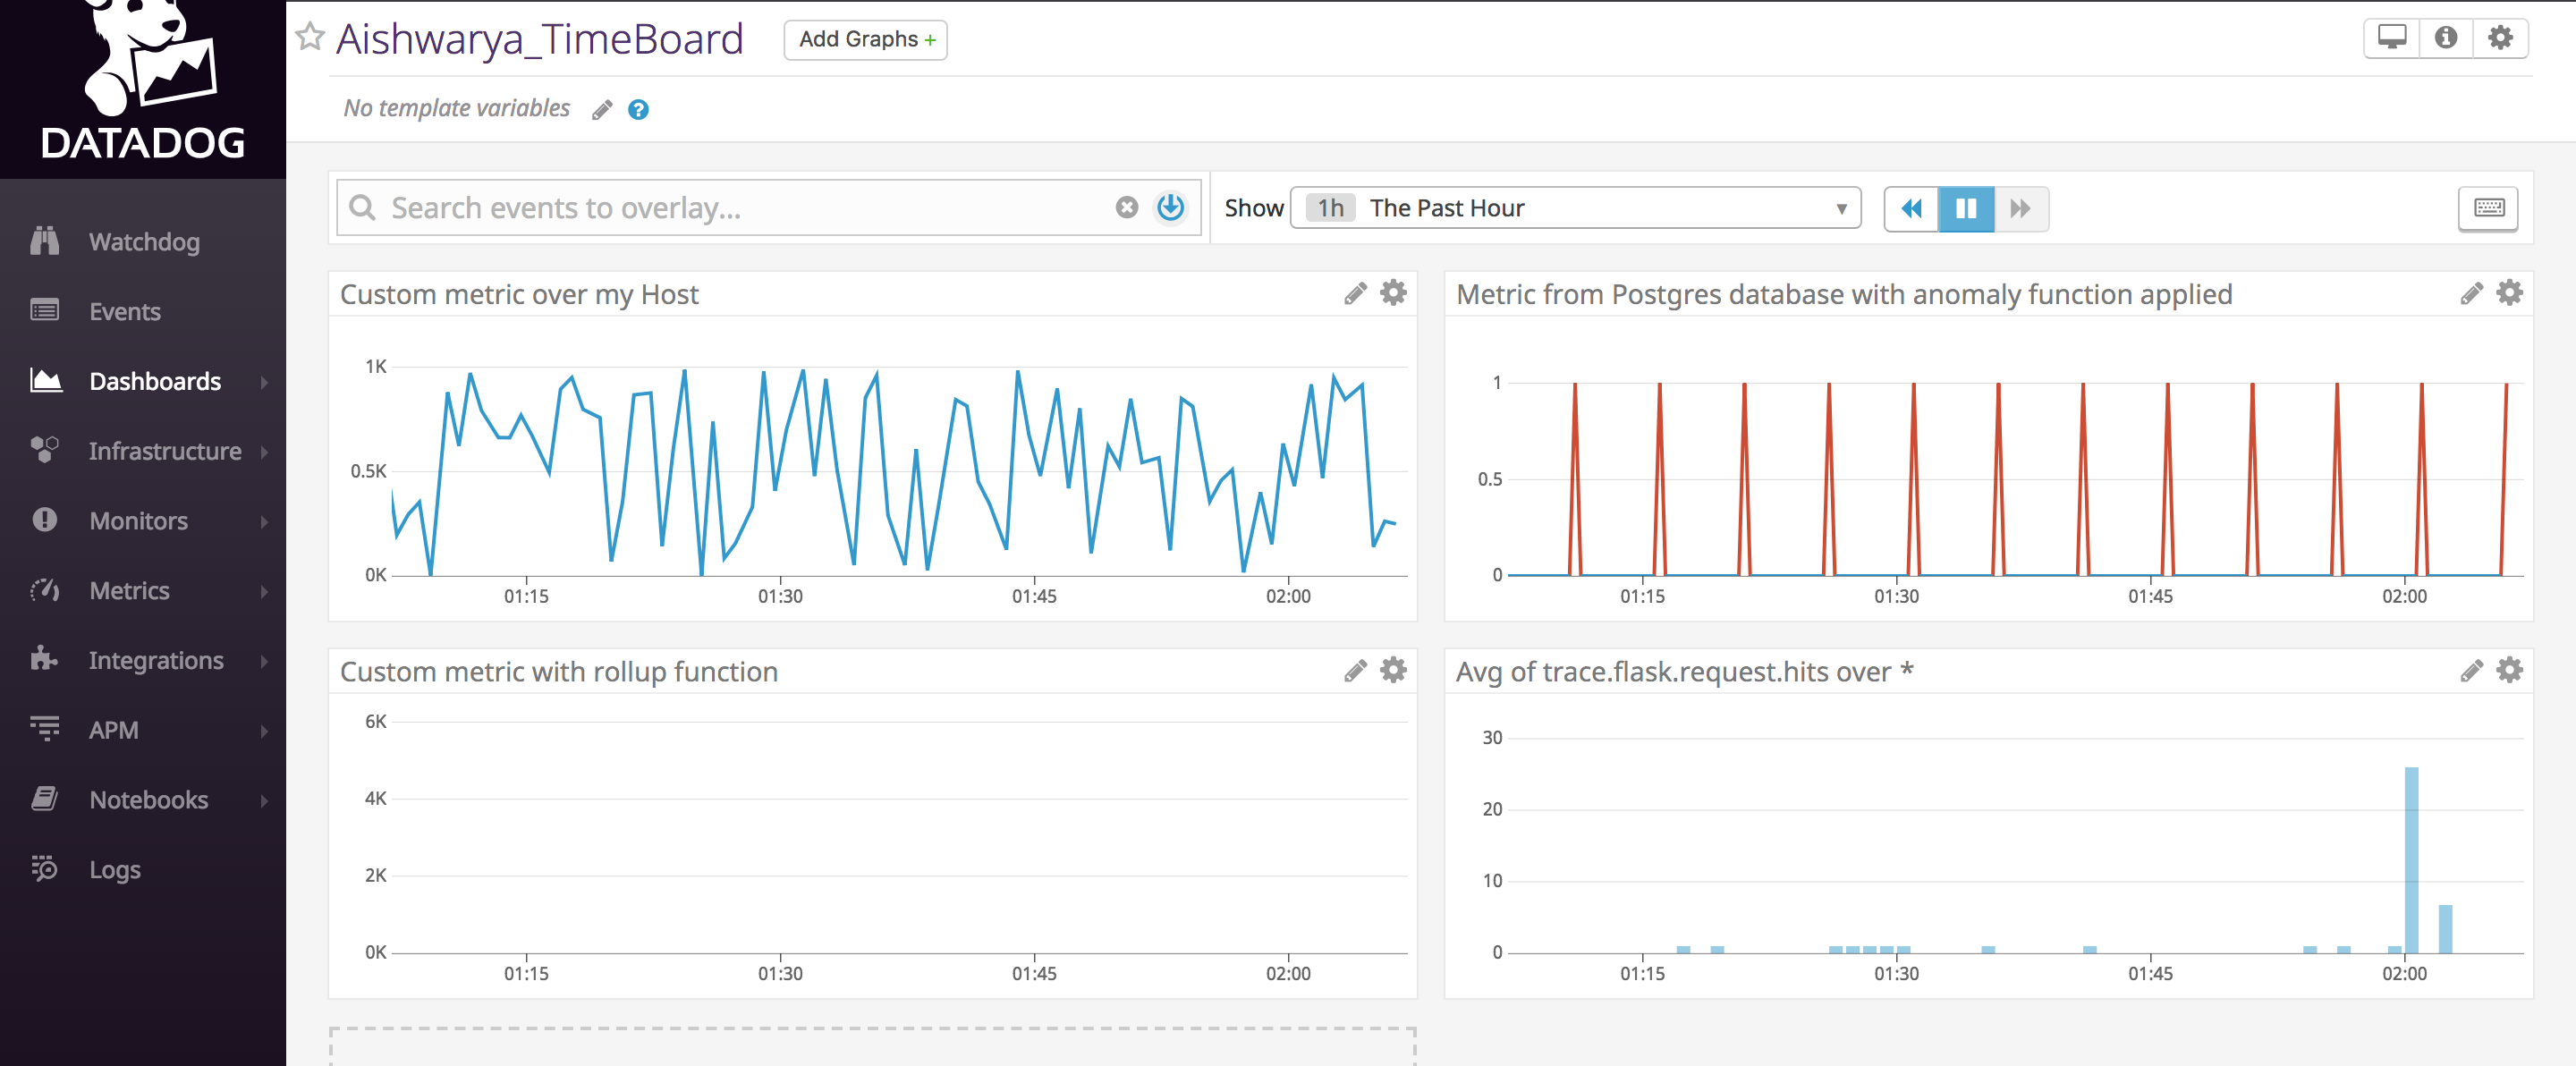 DATADOG
Watchdog
Events
Dashboards
Infrastructure
Monitors
Metrics
Integrations
APM
Notebooks
Logs
Aishwarya_TimeBoard
Add Graphs +
No template variables
?
Search events to overlay...
Show 1h The Past Hour
Custom metric over my Host
1K
0.5K
0K
01:15 01:30 01:45 02:00
Metric from Postgres database with anomaly function applied
1
0.5
0
01:15 01:30 01:45 02:00
Custom metric with rollup function
6K
4K
2K
0K
01:15 01:30 01:45 02:00
Avg of trace.flask.request.hits over *
30
20
10
0
01:15 01:30 01:45 02:00